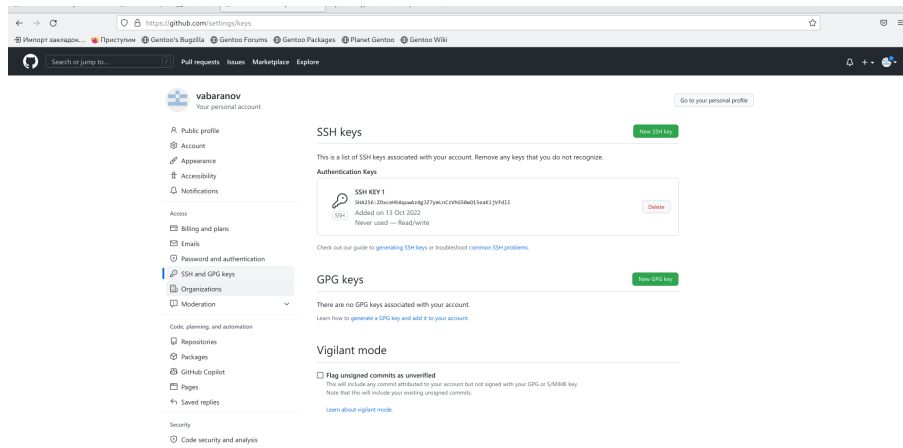 https://github.com/settings/keys
Импорт закладок... Приступим Gentoo's Bugzilla Gentoo Forums Gentoo Packages Planet Gentoo Gentoo Wiki
Search or jump to... / Pull requests Issues Marketplace Explore
vabaranov
Your personal account
Go to your personal profile
Public profile
Account
Appearance
Accessibility
Notifications
Access
Billing and plans
Emails
Password and authentication
SSH and GPG keys
Organizations
Moderation
Code, planning, and automation
Repositories
Packages
GitHub Copilot
Pages
Saved replies
Security
Code security and analysis
SSH keys
New SSH key
This is a list of SSH keys associated with your account. Remove any keys that you do not recognize.
Authentication Keys
SSH KEY 1
SSH
Added on 13 Oct 2022
Never used — Read/write
Delete
Check out our guide to generating SSH keys or troubleshoot common SSH problems.
GPG keys
New GPG key
There are no GPG keys associated with your account.
Learn how to generate a GPG key and add it to your account.
Vigilant mode
Flag unsigned commits as unverified
This will include any commit attributed to your account but not signed with your GPG or S/MIME key.
Note that this will include your existing unsigned commits.
Learn about vigilant mode.